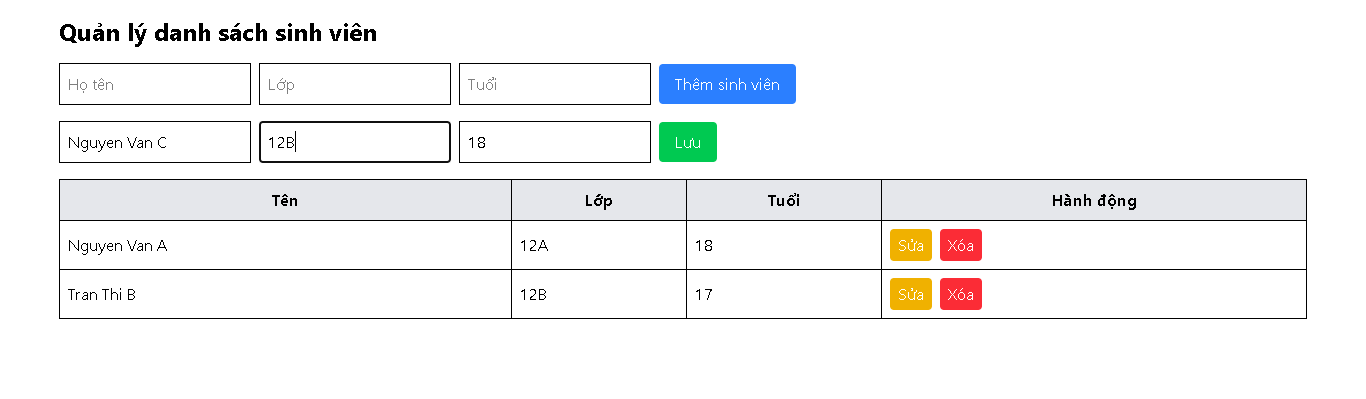 Quản lý danh sách sinh viên
Họ tên Lớp Tuổi Thêm sinh viên
Nguyen Van C 12B 18 Lưu
Tên Lớp Tuổi Hành động
Nguyen Van A 12A 18 Sửa Xóa
Tran Thi B 12B 17 Sửa Xóa